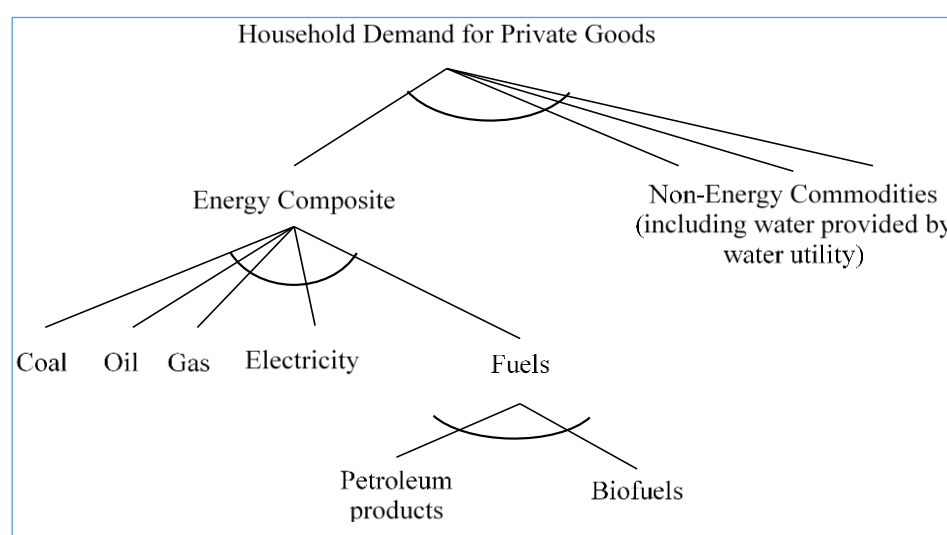 Household Demand for Private Goods
Energy Composite
Non-Energy Commodities
(including water provided by
water utility)
Coal
Oil
Gas
Electricity
Fuels
Petroleum
products
Biofuels